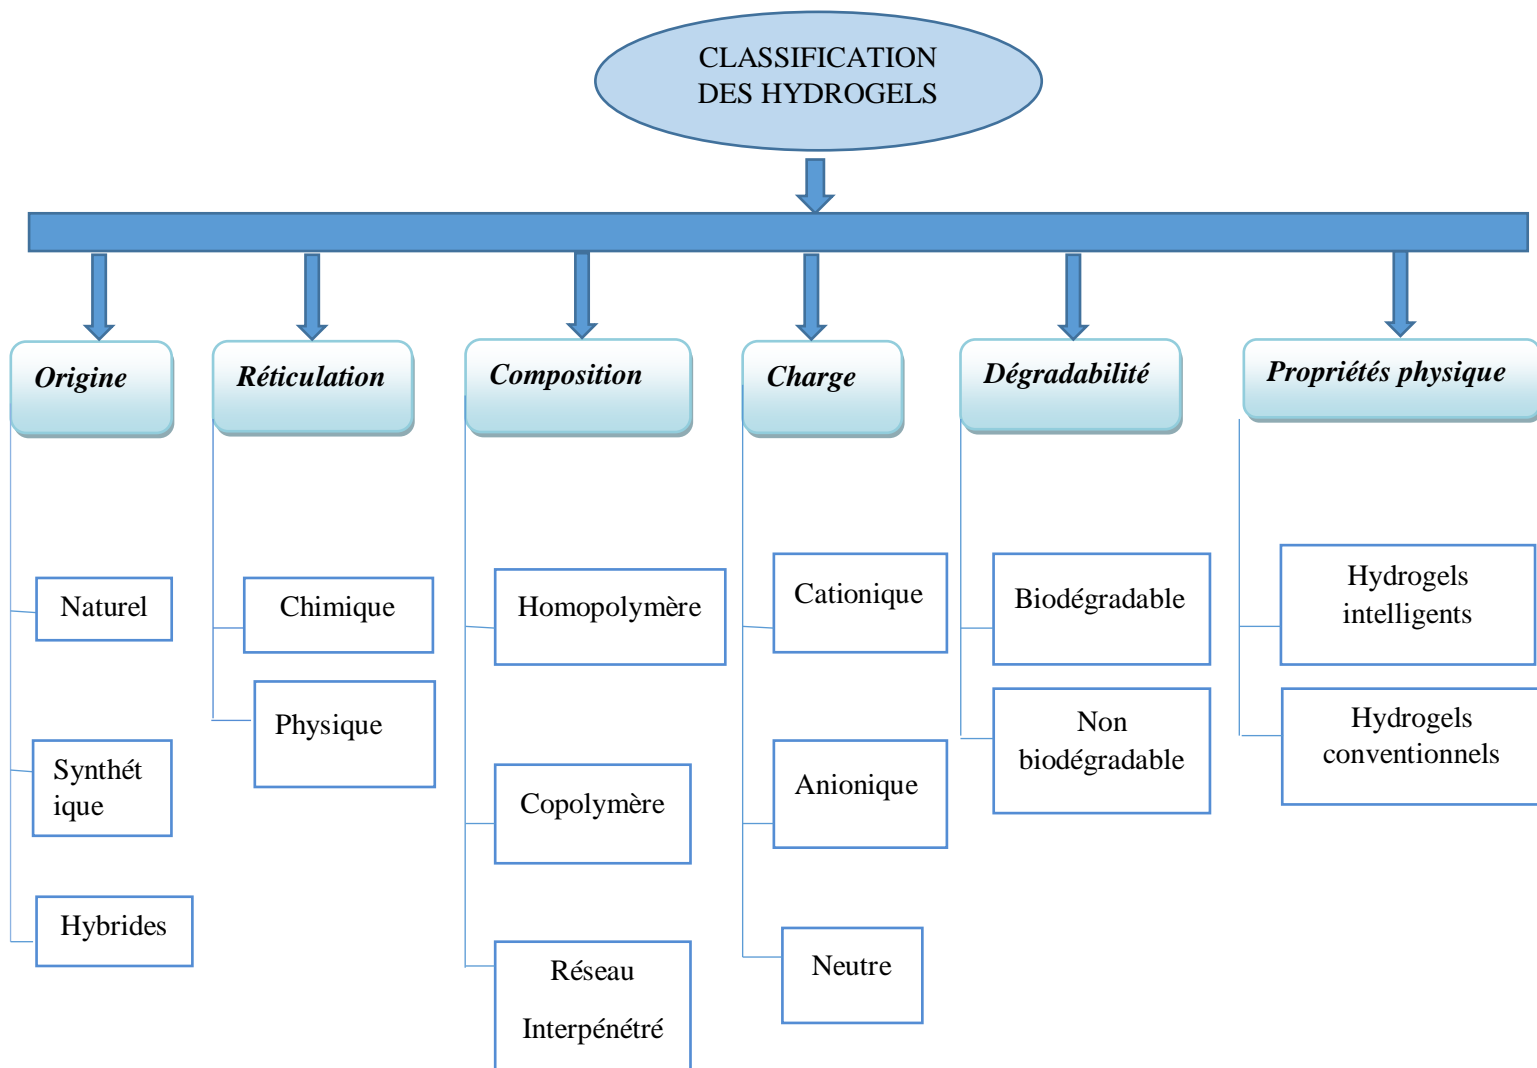 CLASSIFICATION
DES HYDROGELS
Origine
Réticulation
Composition
Charge
Dégradabilité
Propriétés physique
Naturel
Synthét
ique
Hybrides
Chimique
Physique
Homopolymère
Copolymère
Réseau
Interpénétré
Cationique
Anionique
Neutre
Biodégradable
Non
biodégradable
Hydrogels
intelligents
Hydrogels
conventionnels